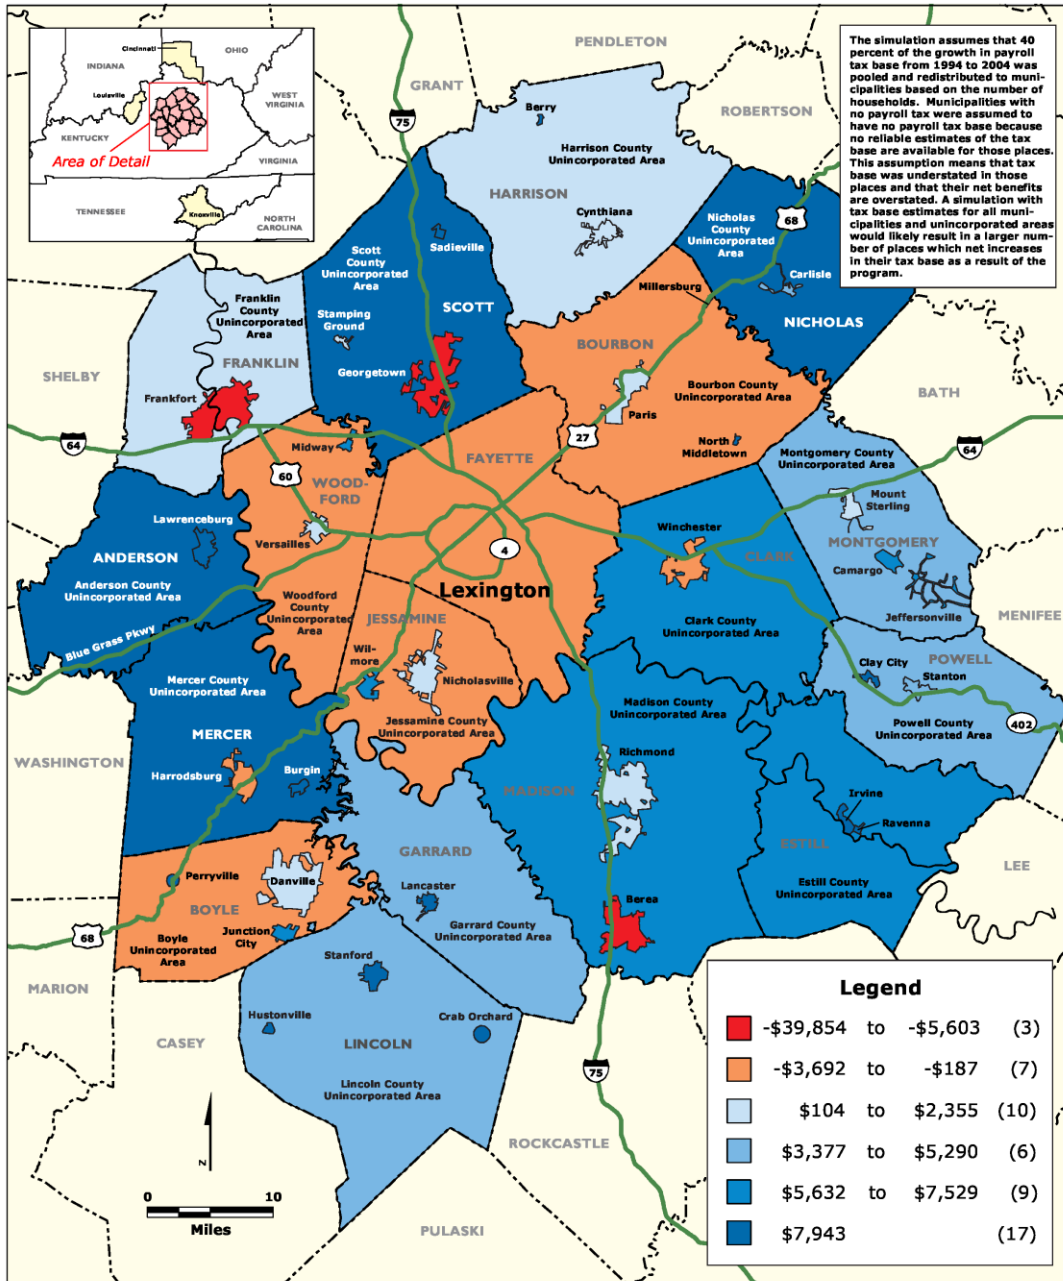 PENDLETON
OHIO
Cincinnati
INDIANA
Louisville
WEST
VIRGINIA
KENTUCKY
Area of Detail
VIRGINIA
TENNESSEE
Knoxville
NORTH
CAROLINA
The simulation assumes that 40
percent of the growth in payroll
tax base from 1994 to 2004 was
pooled and redistributed to muni-
cipalities based on the number of
households. Municipalities with
no payroll tax were assumed to
have no payroll tax base because
no reliable estimates of the tax
base are available for those places.
This assumption means that tax
base was understated in those
places and that their net benefits
are overstated. A simulation with
tax base estimates for all muni-
cipalities and unincorporated areas
would likely result in a larger num-
ber of places which net increases
in their tax base as a result of the
program.
GRANT
75
Berry
ROBERTSON
Harrison County
Unincorporated Area
HARRISON
Cynthiana
Nicholas
County
Unincorporated
Area
68
Carlisle
NICHOLAS
Sadieville
Scott
County
Unincorporated
Area
SCOTT
Stamping
Ground
Georgetown
Millersburg
BOURBON
Bourbon County
Unincorporated Area
Paris
27
North
Middletown
Franklin
County
Unincorporated
Area
FRANKLIN
Frankfort
SHELBY
BATH
64
64
Midway
60
WOOD-
FORD
FAYETTE
Versailles
4
Lexington
Woodford
County
Unincorporated
Area
Montgomery County
Unincorporated Area
Mount
Sterling
MONTGOMERY
Camargo
Jeffersonville
Winchester
CLARK
Clark County
Unincorporated Area
Lawrenceburg
ANDERSON
Anderson County
Unincorporated Area
Blue Grass Pkwy
JESSAMINE
Wil-
more
Nicholasville
Jessamine County
Unincorporated Area
MENIFEE
POWELL
Clay City
Stanton
Powell County
Unincorporated Area
402
Mercer County
Unincorporated Area
MERCER
Harrodsburg
Burgin
WASHINGTON
Madison County
Unincorporated Area
Richmond
MADISON
Berea
Irvine
Ravenna
ESTILL
Estill County
Unincorporated Area
LEE
GARRARD
Lancaster
Garrard County
Unincorporated Area
Perryville
Danville
BOYLE
Junction
City
Boyle
Unincorporated
Area
68
MARION
Stanford
Hustonville
Crab Orchard
LINCOLN
Lincoln County
Unincorporated Area
CASEY
75
ROCKCASTLE
PULASKI
N
0 10
Miles
Legend
-$39,854 to -$5,603 (3)
-$3,692 to -$187 (7)
$104 to $2,355 (10)
$3,377 to $5,290 (6)
$5,632 to $7,529 (9)
$7,943 (17)